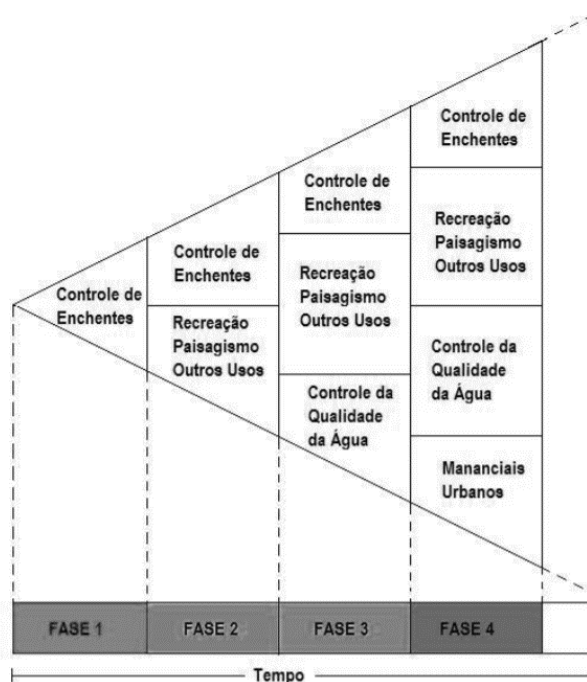 Controle de
Enchentes
Controle de
Enchentes
Recreação
Paisagismo
Outros Usos
Controle de
Enchentes
Recreação
Paisagismo
Outros Usos
Controle da
Qualidade
da Água
Controle de
Enchentes
Recreação
Paisagismo
Outros Usos
Controle da
Qualidade
da Água
Mananciais
Urbanos
FASE 1
FASE 2
FASE 3
FASE 4
Tempo